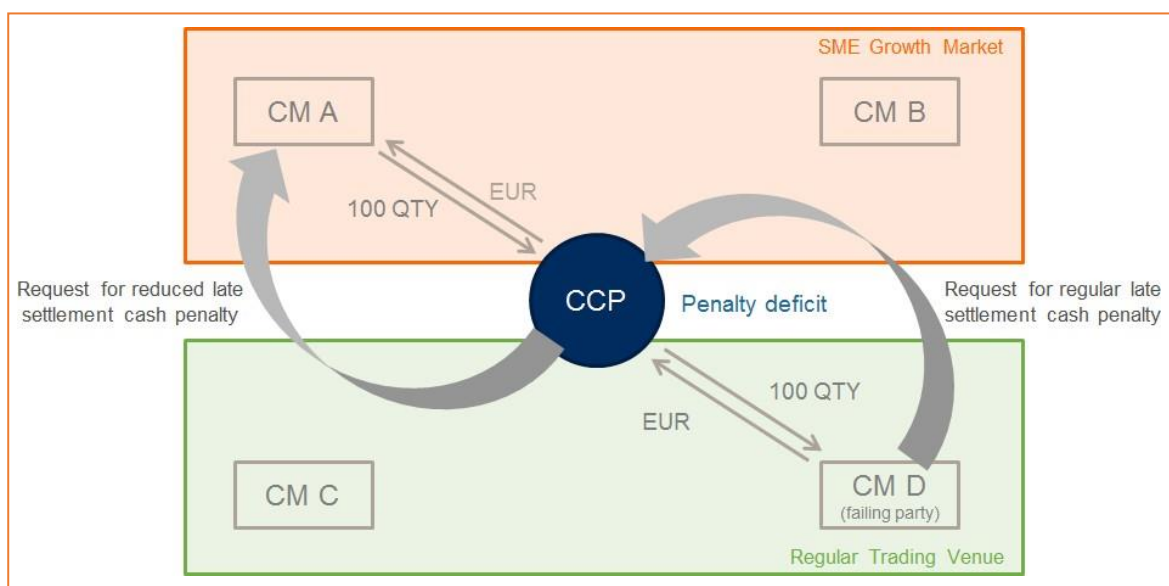 SME Growth Market
CM A
CM B
EUR
100 QTY
Request for reduced late
settlement cash penalty
CCP
Penalty deficit
Request for regular late
settlement cash penalty
100 QTY
EUR
CM C
CM D
(failing party)
Regular Trading Venue